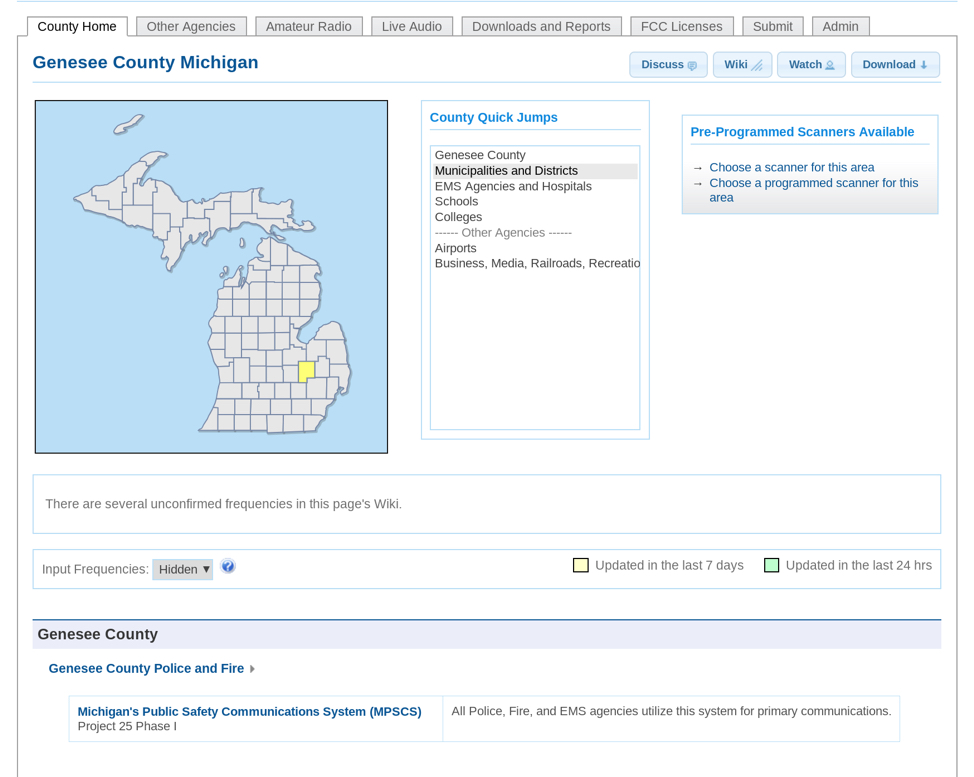 County Home
Other Agencies
Amateur Radio
Live Audio
Downloads and Reports
FCC Licenses
Submit
Admin
Genesee County Michigan
Discuss
Wiki
Watch
Download
County Quick Jumps
Genesee County
Municipalities and Districts
EMS Agencies and Hospitals
Schools
Colleges
------ Other Agencies ------
Airports
Business, Media, Railroads, Recreatio
Pre-Programmed Scanners Available
→ Choose a scanner for this area
→ Choose a programmed scanner for this
area
There are several unconfirmed frequencies in this page's Wiki.
Input Frequencies: Hidden ▼ ?
Updated in the last 7 days
Updated in the last 24 hrs
Genesee County
Genesee County Police and Fire
Michigan's Public Safety Communications System (MPSCS)
Project 25 Phase I
All Police, Fire, and EMS agencies utilize this system for primary communications.